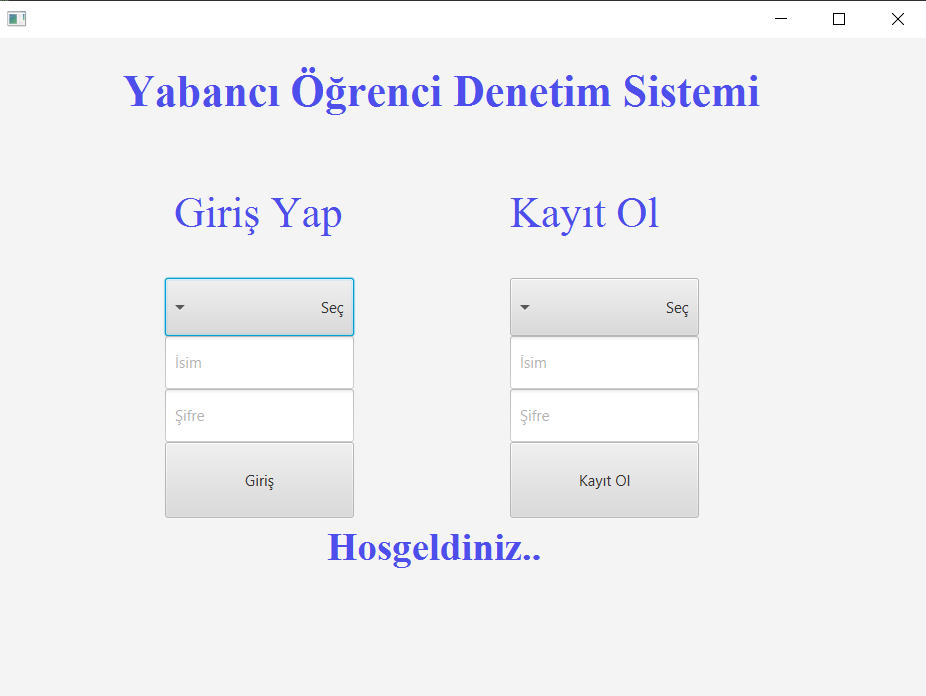 Yabancı Öğrenci Denetim Sistemi
Giriş Yap
Seç
İsim
Şifre
Giriş
Kayıt Ol
Seç
İsim
Şifre
Kayıt Ol
Hosgeldiniz..